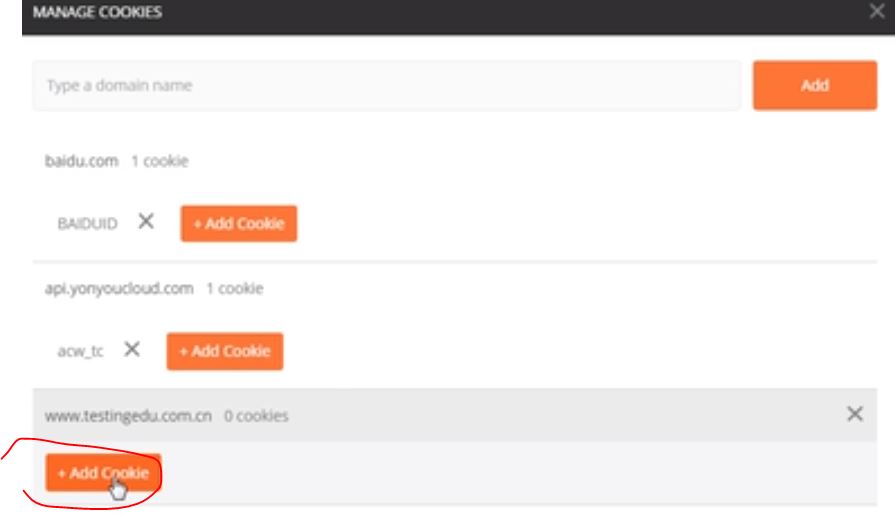 MANAGE COOKIES
Type a domain name Add
baidu.com 1 cookie
BAIDUID + Add Cookie
api.yonyoucloud.com 1 cookie
acw_tc + Add Cookie
www.testingedu.com.cn 0 cookies
+ Add Cookie